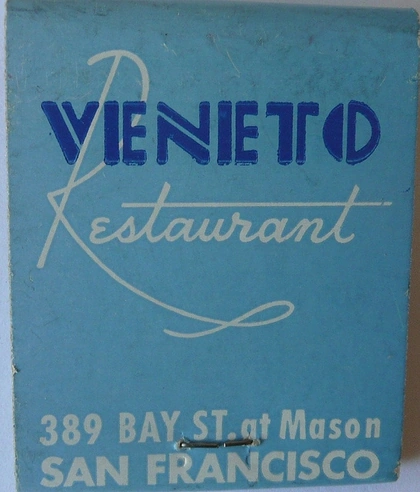 VENETO
Restaurant
389 BAY ST. at Mason
SAN FRANCISCO